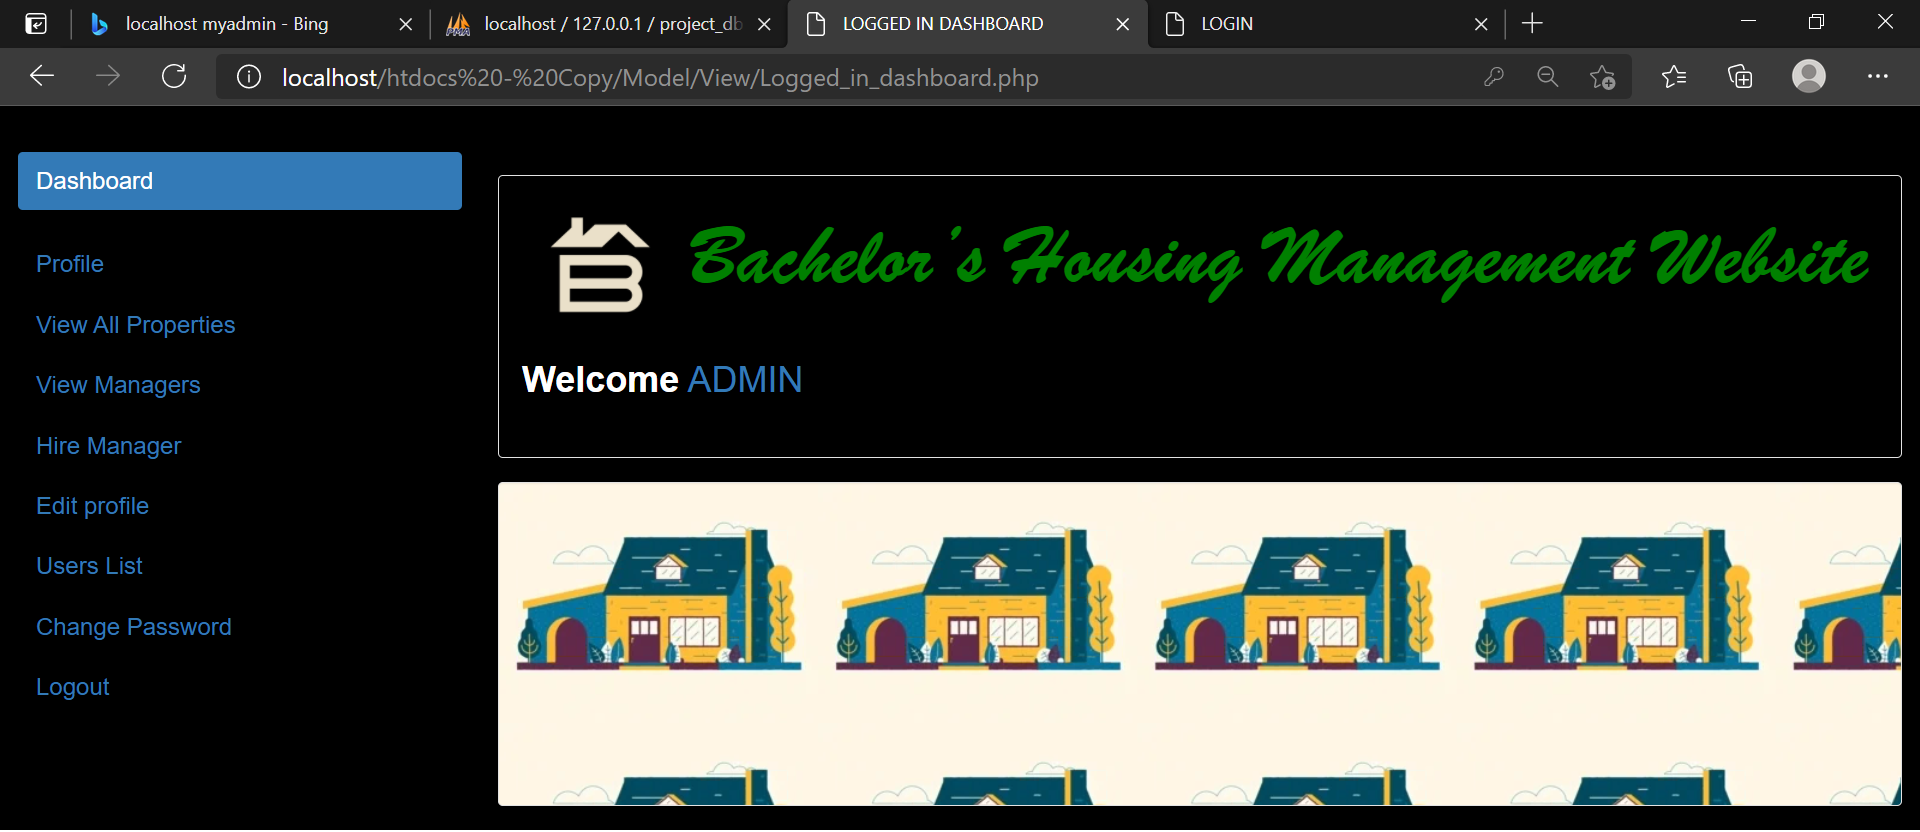 localhost myadmin - Bing
localhost / 127.0.0.1 / project_db
LOGGED IN DASHBOARD
LOGIN
localhost/htdocs%20-%20Copy/Model/View/Logged_in_dashboard.php
Dashboard
Profile
View All Properties
View Managers
Hire Manager
Edit profile
Users List
Change Password
Logout
B Bachelor's Housing Management Website
Welcome ADMIN